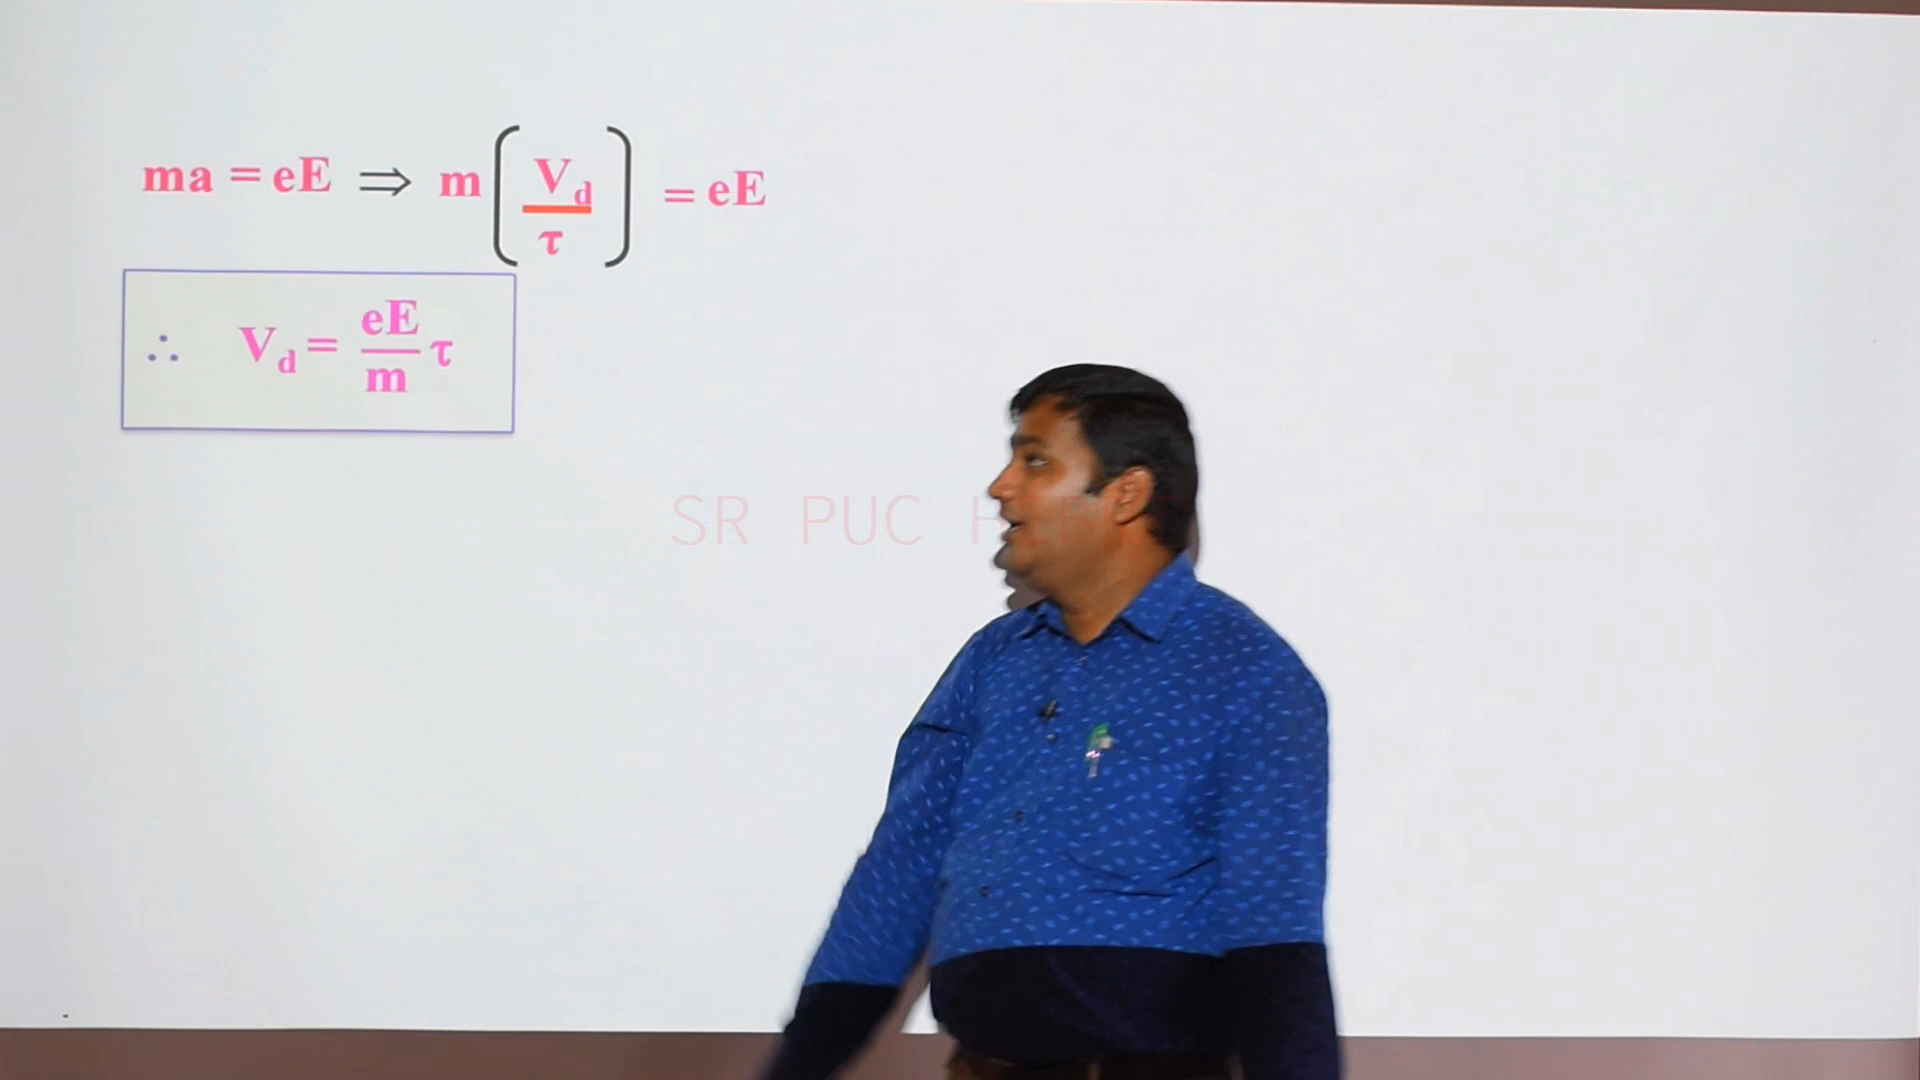 ma = eE ⇒ m ( V_d / τ ) = eE
∴ V_d = eE / m τ
SR PUC